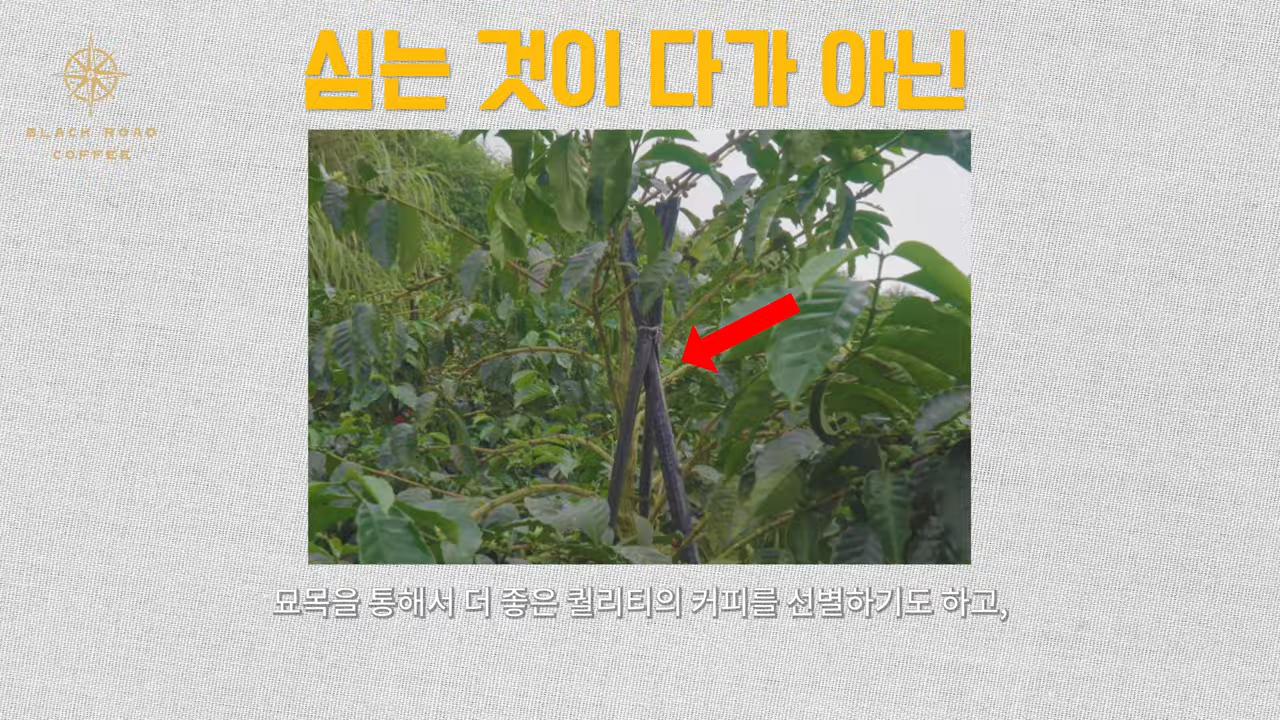 심는 것이 다가 아닌
BLACK ROAD
COFFEE
묘목을 통해서 더 좋은 퀄리티의 커피를 선별하기도 하고,